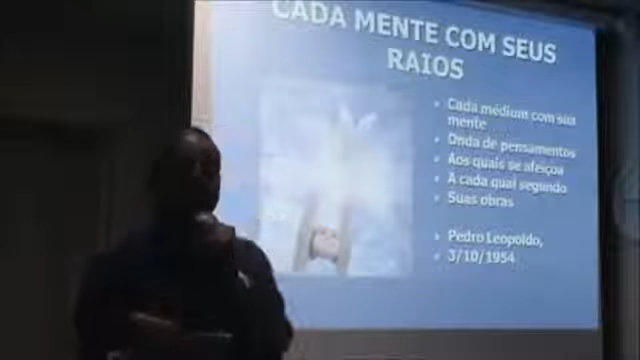 CADA MENTE COM SEUS
RAIOS
Cada médium com sua
mente
Onda de pensamentos
Aos quais se afeiçoa
A cada qual segundo
Suas obras
Pedro Leopoldo,
3/10/1954